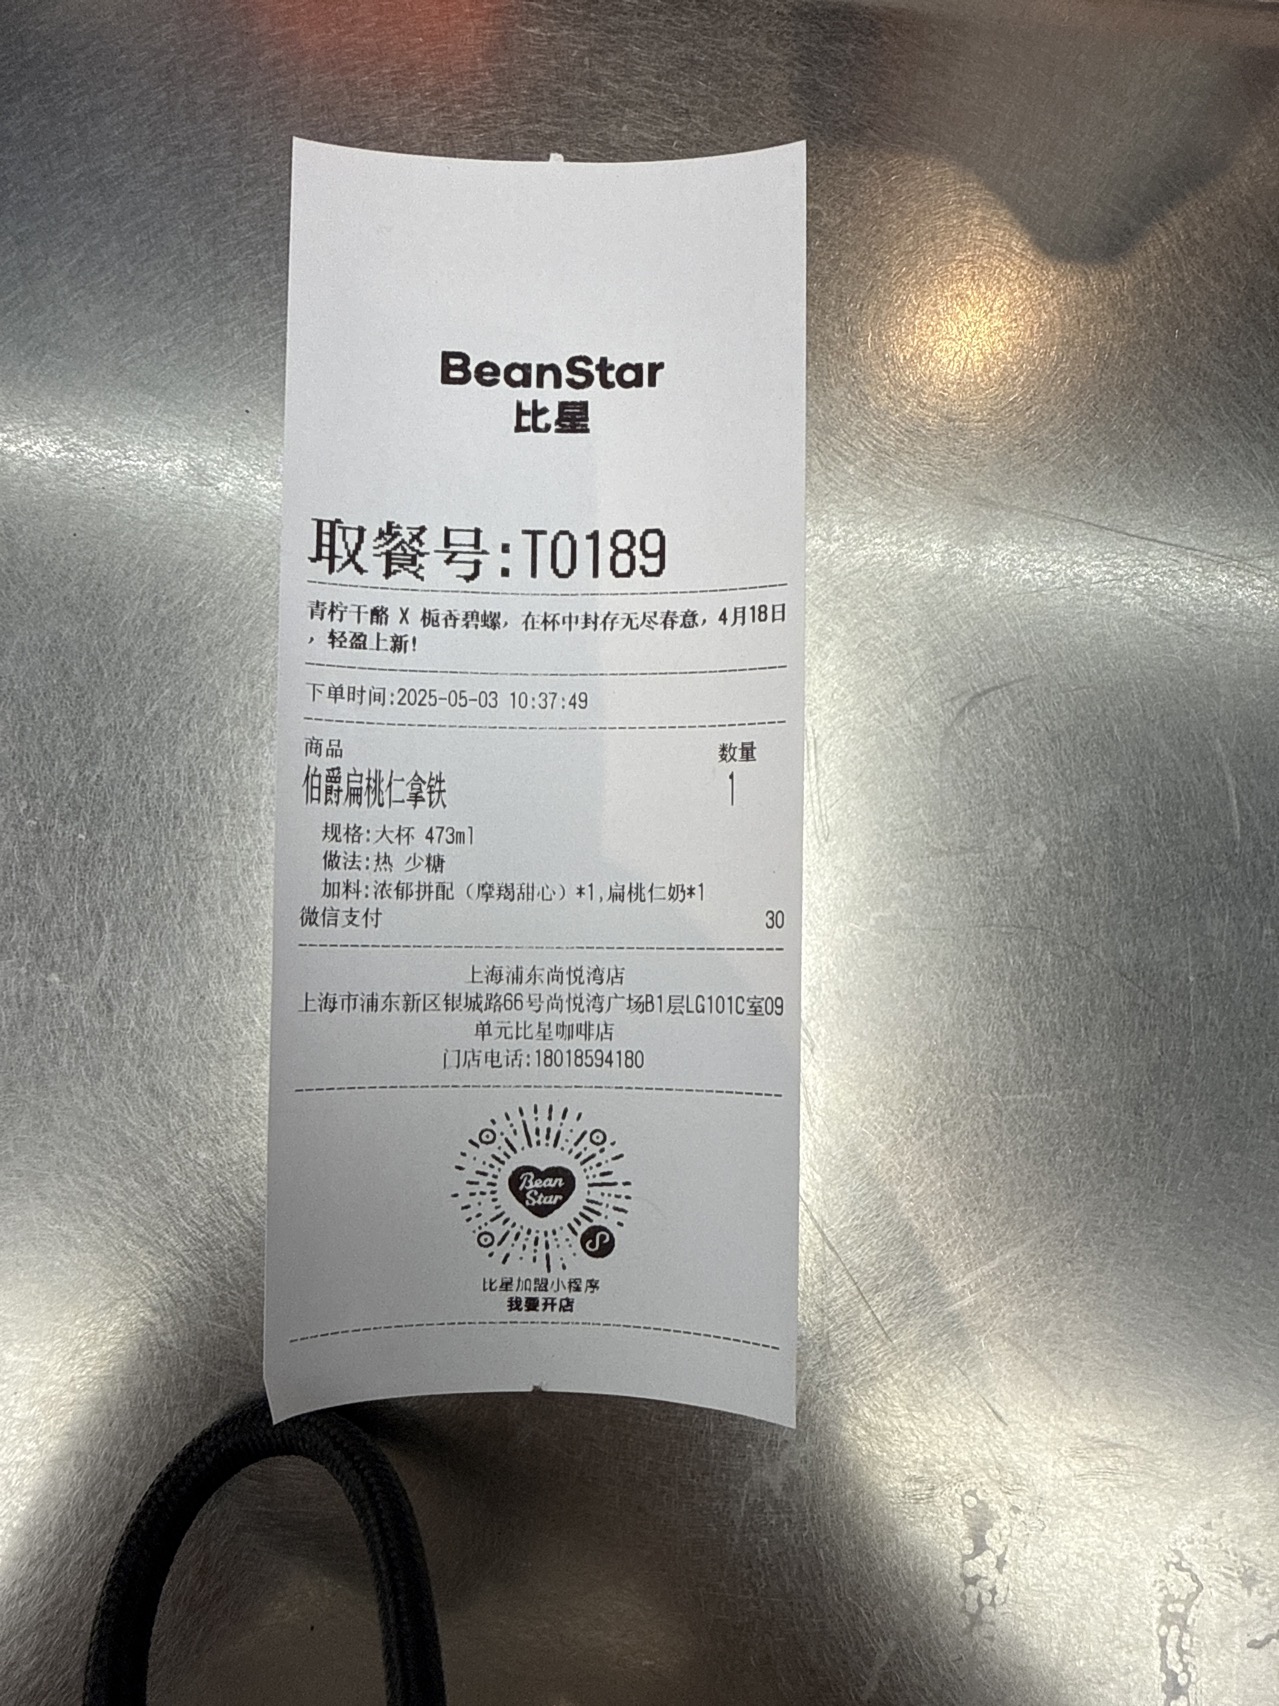 BeanStar
比星
取餐号:T0189
青柠干酪 X 栀香碧螺，在杯中封存无尽春意，4月18日
，轻盈上新!
下单时间:2025-05-03 10:37:49
商品 数量
伯爵扁桃仁拿铁 1
规格:大杯 473ml
做法:热 少糖
加料:浓郁拼配（摩羯甜心）*1,扁桃仁奶*1
微信支付 30
上海浦东尚悦湾店
上海市浦东新区银城路66号尚悦湾广场B1层LG101C室09
单元比星咖啡店
门店电话:18018594180
Bean
Star
比星加盟小程序
我要开店